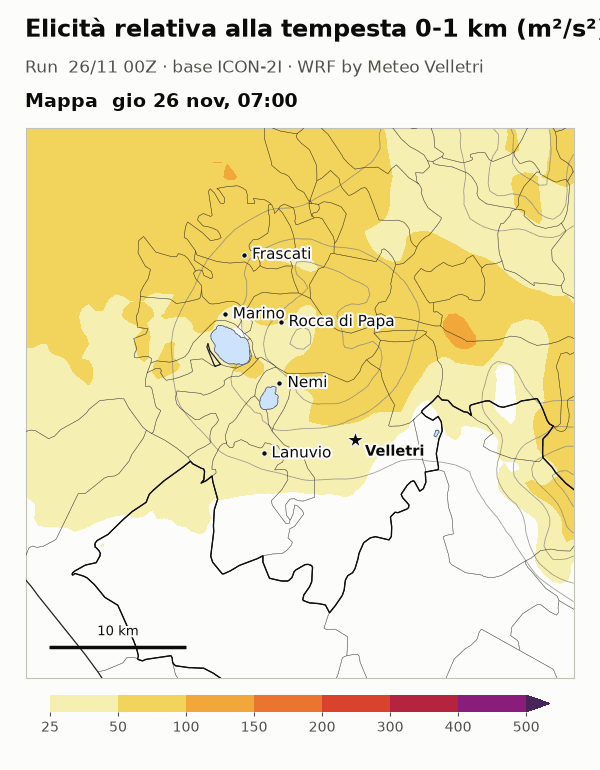 Elicità relativa alla tempesta 0-1 km (m²/s²)
Run  26/11 00Z · base ICON-2I · WRF by Meteo Velletri
Mappa  gio 26 nov, 07:00
Frascati
Marino
Rocca di Papa
Nemi
Velletri
Lanuvio
10 km
25 50 100 150 200 300 400 500